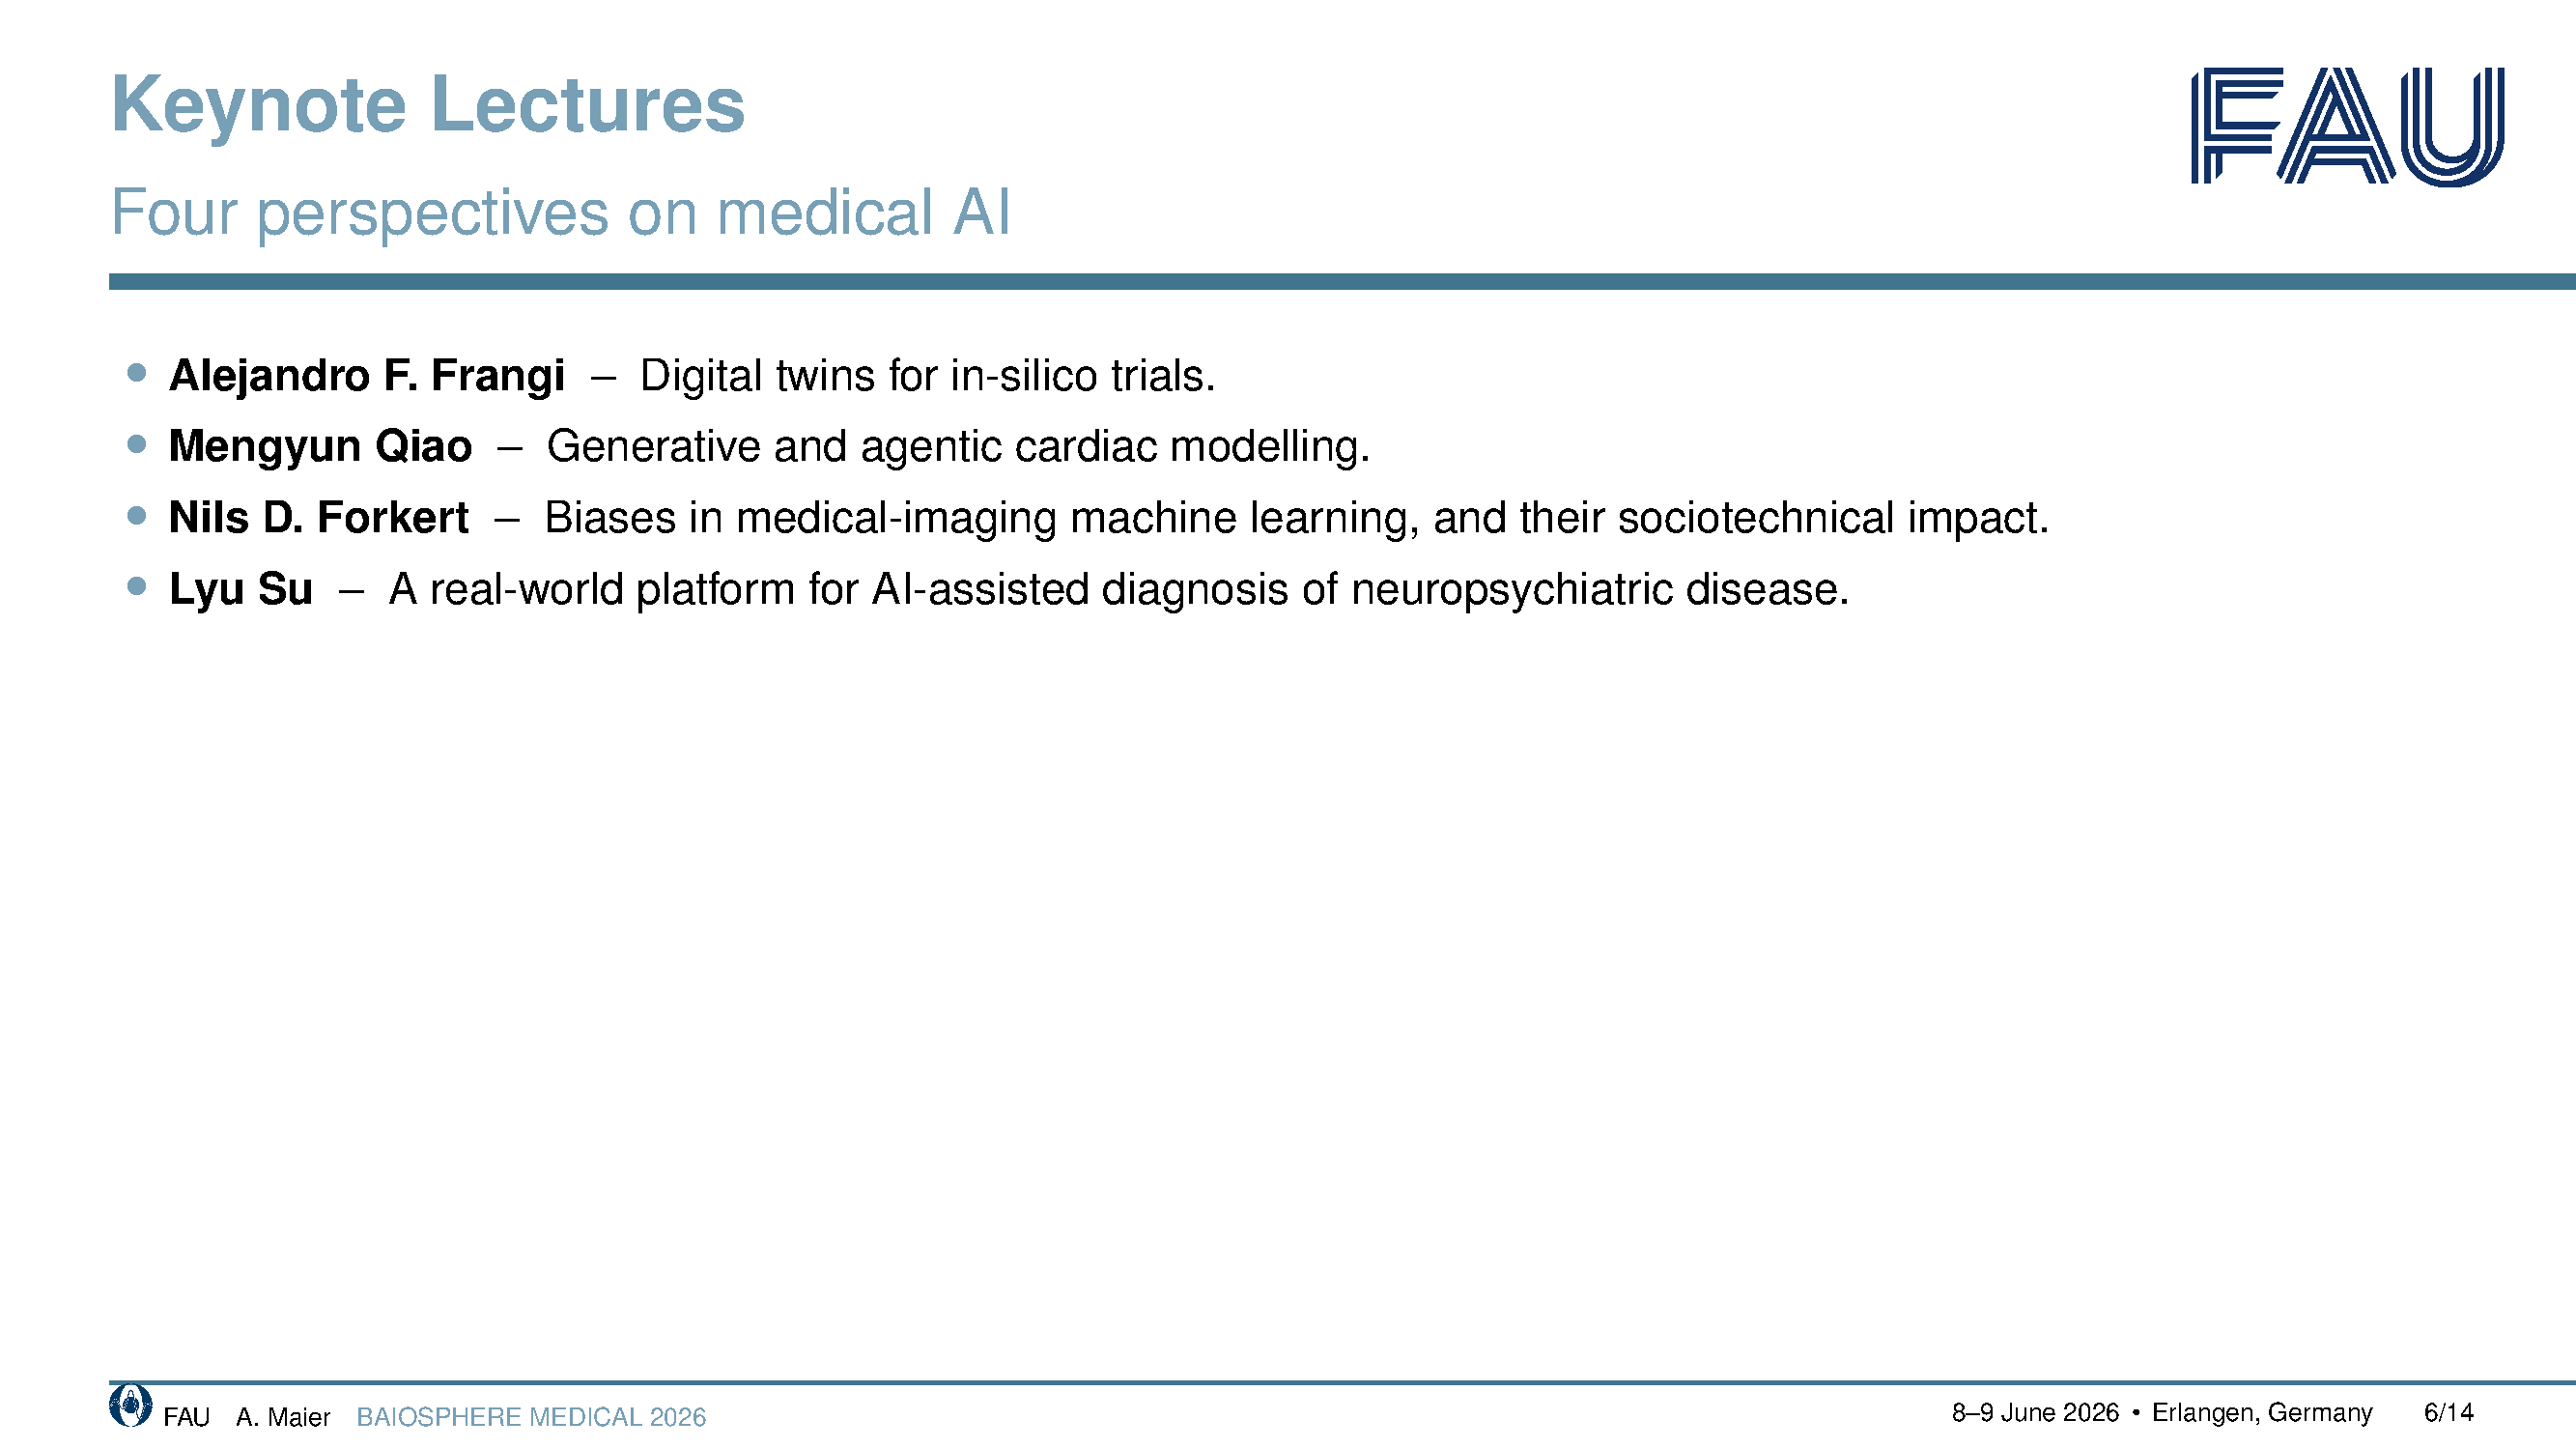 Keynote Lectures
FAU
Four perspectives on medical AI
• Alejandro F. Frangi – Digital twins for in-silico trials.
• Mengyun Qiao – Generative and agentic cardiac modelling.
• Nils D. Forkert – Biases in medical-imaging machine learning, and their sociotechnical impact.
• Lyu Su – A real-world platform for AI-assisted diagnosis of neuropsychiatric disease.
FAU A. Maier BAIOSPHERE MEDICAL 2026 8–9 June 2026 • Erlangen, Germany 6/14